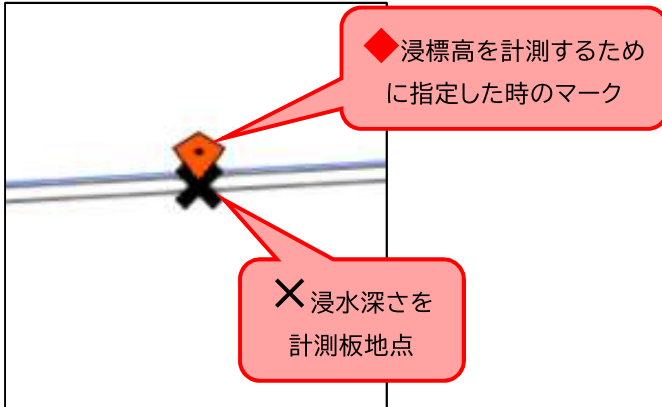 ◆浸標高を計測するため
に指定した時のマーク
×浸水深さを
計測板地点